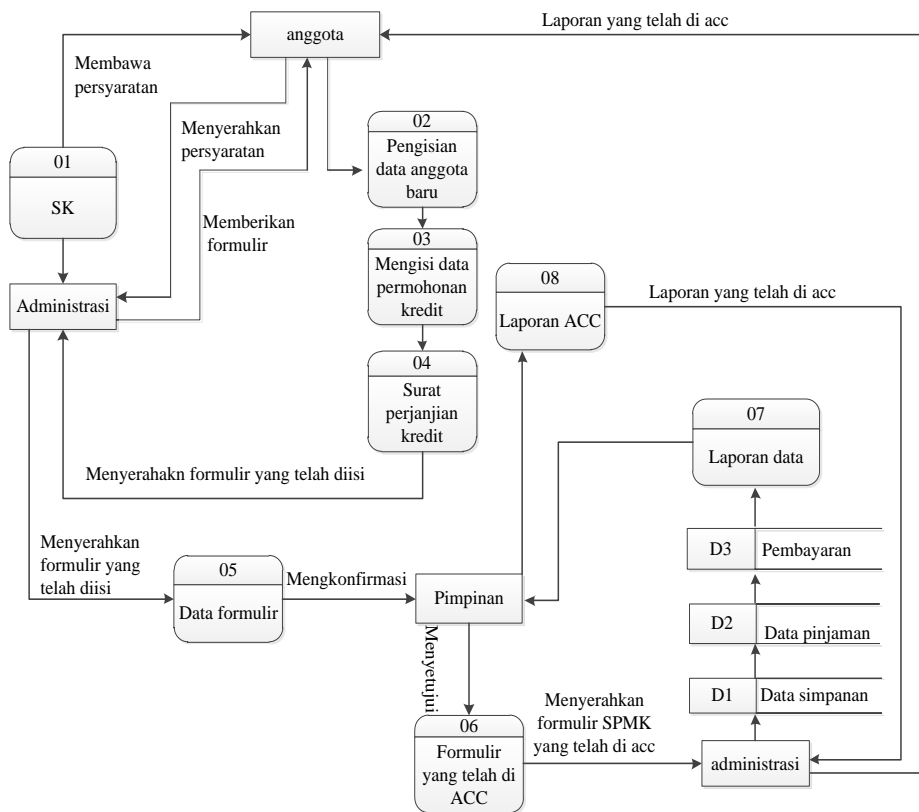 anggota
Laporan yang telah di acc
Membawa
persyaratan
Menyerahkan
persyaratan
01
SK
02
Pengisian
data anggota
baru
Memberikan
formulir
03
Mengisi data
permohonan
kredit
Administrasi
08
Laporan ACC
Laporan yang telah di acc
04
Surat
perjanjian
kredit
07
Laporan data
Menyerahakn formulir yang telah diisi
Menyerahkan
formulir yang
telah diisi
05
Data formulir
Mengkonfirmasi
Pimpinan
D3 Pembayaran
D2 Data pinjaman
D1 Data simpanan
Menyetujui
06
Formulir
yang telah di
ACC
Menyerahkan
formulir SPMK
yang telah di acc
administrasi